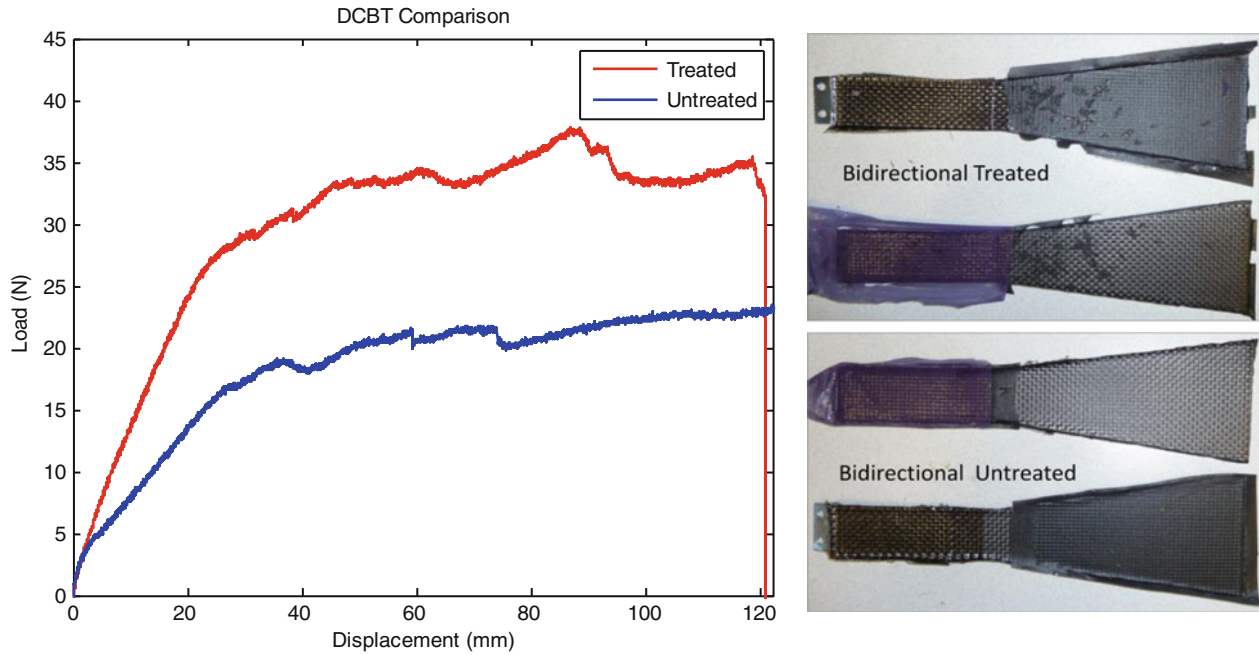 DCBT Comparison
45
40
35
30
25
20
15
10
5
0
Load (N)
Treated
Untreated
0
20
40
60
80
100
120
Displacement (mm)
Bidirectional Treated
Bidirectional Untreated